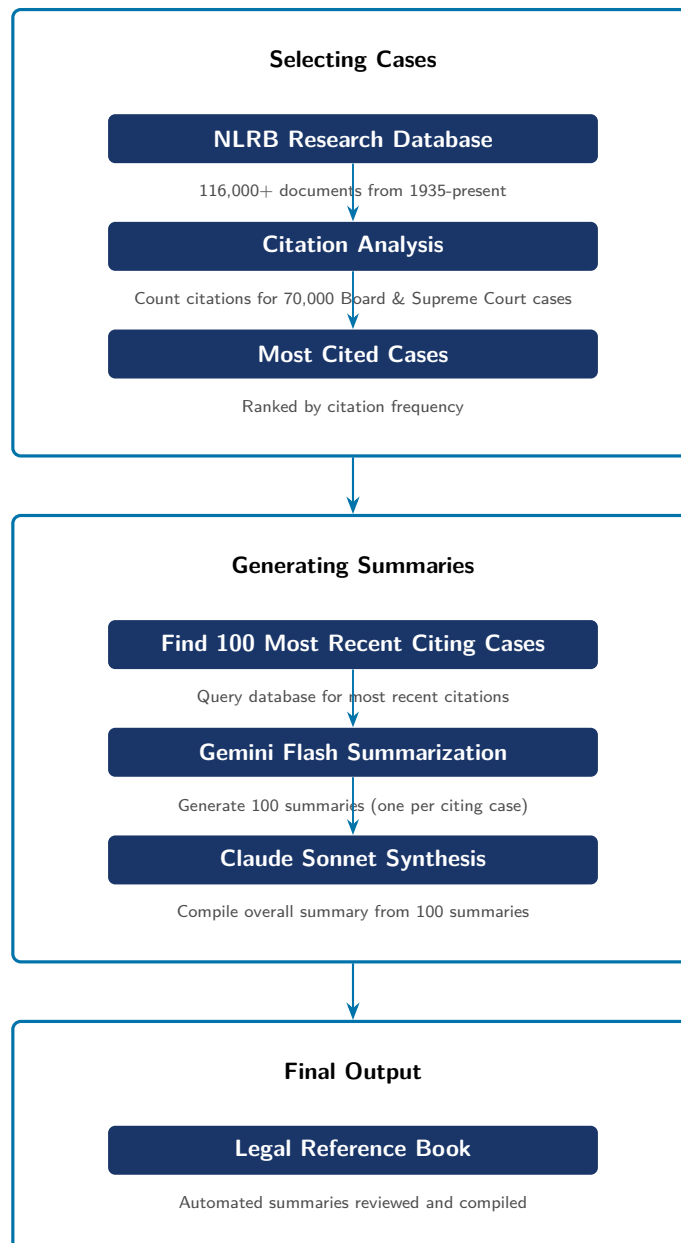 Selecting Cases
NLRB Research Database
116,000+ documents from 1935-present
Citation Analysis
Count citations for 70,000 Board & Supreme Court cases
Most Cited Cases
Ranked by citation frequency
Generating Summaries
Find 100 Most Recent Citing Cases
Query database for most recent citations
Gemini Flash Summarization
Generate 100 summaries (one per citing case)
Claude Sonnet Synthesis
Compile overall summary from 100 summaries
Final Output
Legal Reference Book
Automated summaries reviewed and compiled